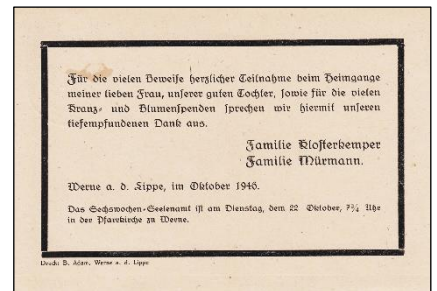 Für die vielen Beweise herzlicher Teilnahme beim Heimgange
meiner lieben Frau, unserer guten Tochter, sowie für die vielen
Kranz- und Blumenspenden sprechen wir hiermit unseren
tiefempfundenen Dank aus.
Familie Klosterkemper
Familie Mürmann.
Werne a. d. Lippe, im Oktober 1946.
Das Sechswochen-Seelenamt ist am Dienstag, dem 22 Oktober, 7¾ Uhr
in der Pfarrkirche zu Werne.
Druck: B. Adam, Werne a. d. Lippe